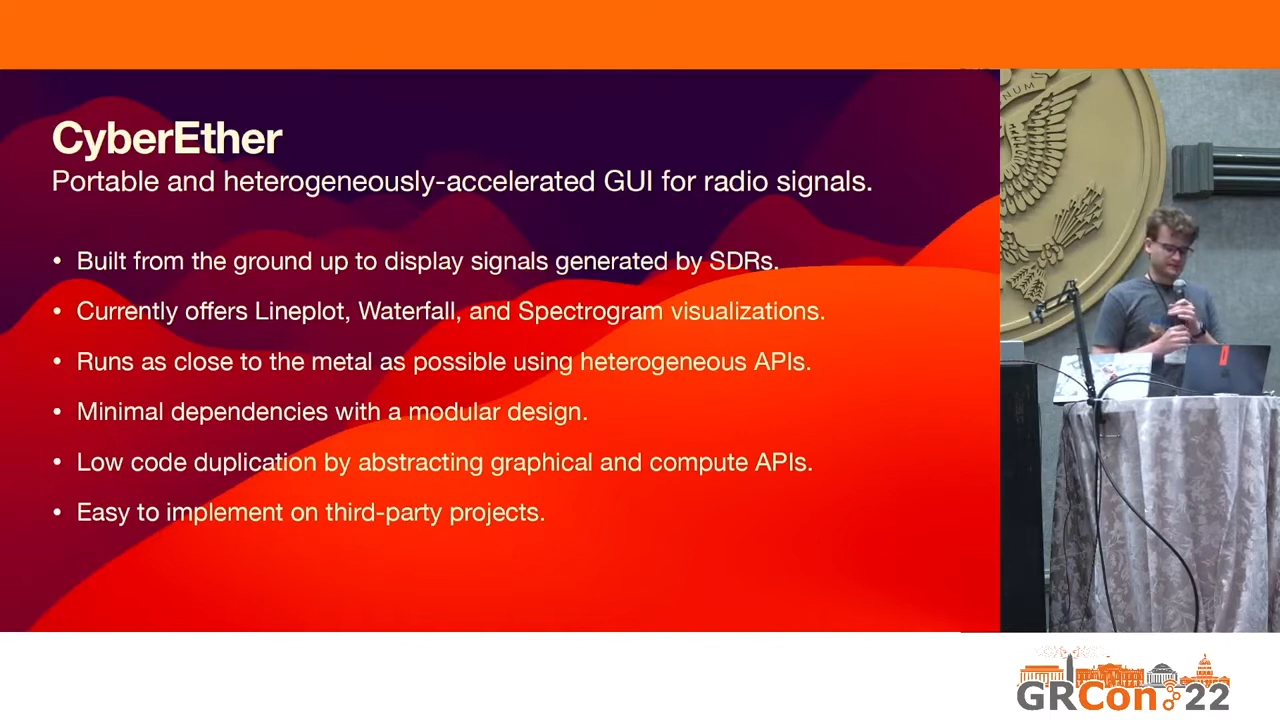 CyberEther
Portable and heterogeneously-accelerated GUI for radio signals.
• Built from the ground up to display signals generated by SDRs.
• Currently offers Lineplot, Waterfall, and Spectrogram visualizations.
• Runs as close to the metal as possible using heterogeneous APIs.
• Minimal dependencies with a modular design.
• Low code duplication by abstracting graphical and compute APIs.
• Easy to implement on third-party projects.
NUM
GRCon 22